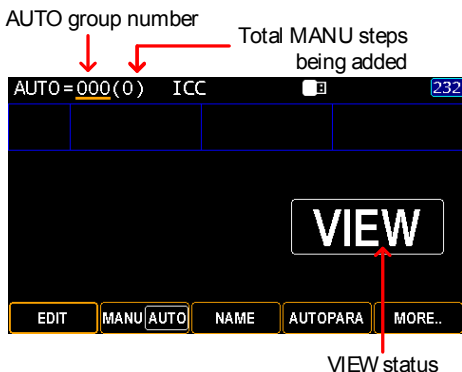 AUTO group number
Total MANU steps
being added
AUTO=000(0) ICC 232
VIEW
EDIT MANU AUTO NAME AUTOPARA MORE..
VIEW status